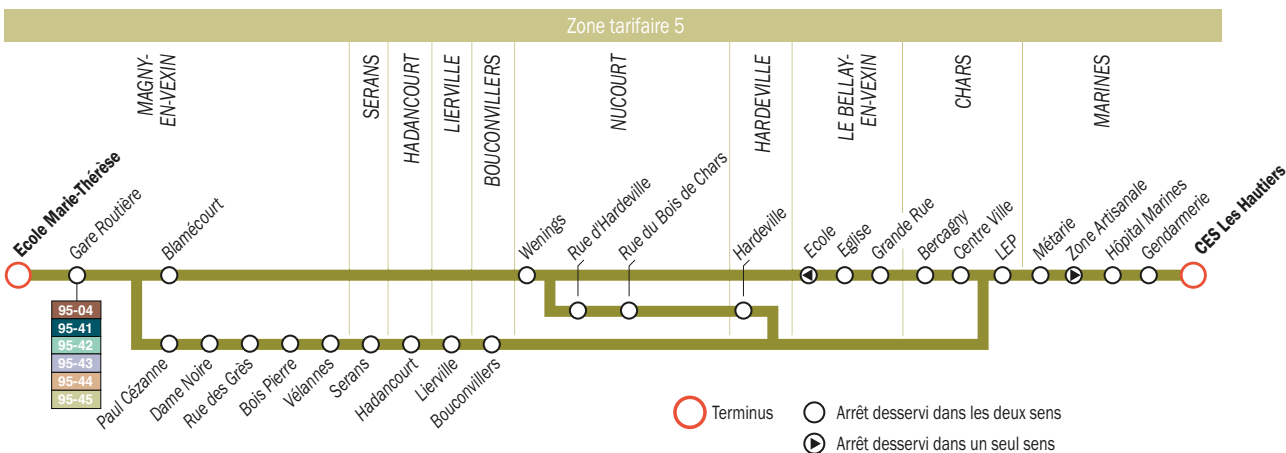 Zone tarifaire 5
MAGNY-
EN-VEXIN
SERANS
HADANCOURT
LIERVILLE
BOUCONVILLERS
NUCOURT
HARDEVILLE
LE BELLAY-
EN-VEXIN
CHARS
MARINES
Ecole Marie-Thérèse
Gare Routière
Blamécourt
Wenings
Rue d'Hardeville
Rue du Bois de Chars
Hardeville
Ecole
Eglise
Grande Rue
Bercagny
Centre Ville
LEP
Métarie
Zone Artisanale
Hôpital Marines
Gendarmerie
CES Les Hautiers
95-04
95-41
95-42
95-43
95-44
95-45
Paul Cézanne
Dame Noire
Rue des Grès
Bois Pierre
Vélannes
Serans
Hadancourt
Lierville
Bouconvillers
Terminus
Arrêt desservi dans les deux sens
Arrêt desservi dans un seul sens